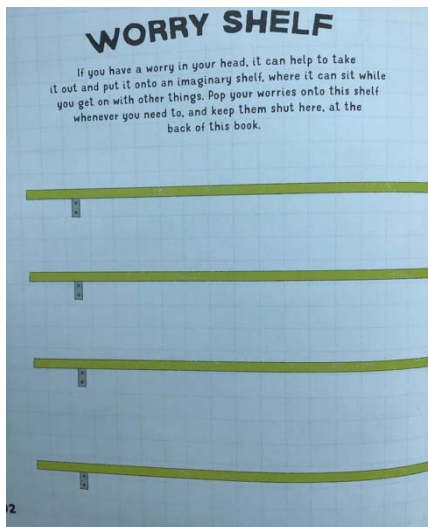 WORRY SHELF
If you have a worry in your head, it can help to take
it out and put it onto an imaginary shelf, where it can sit while
you get on with other things. Pop your worries onto this shelf
whenever you need to, and keep them shut here, at the
back of this book.